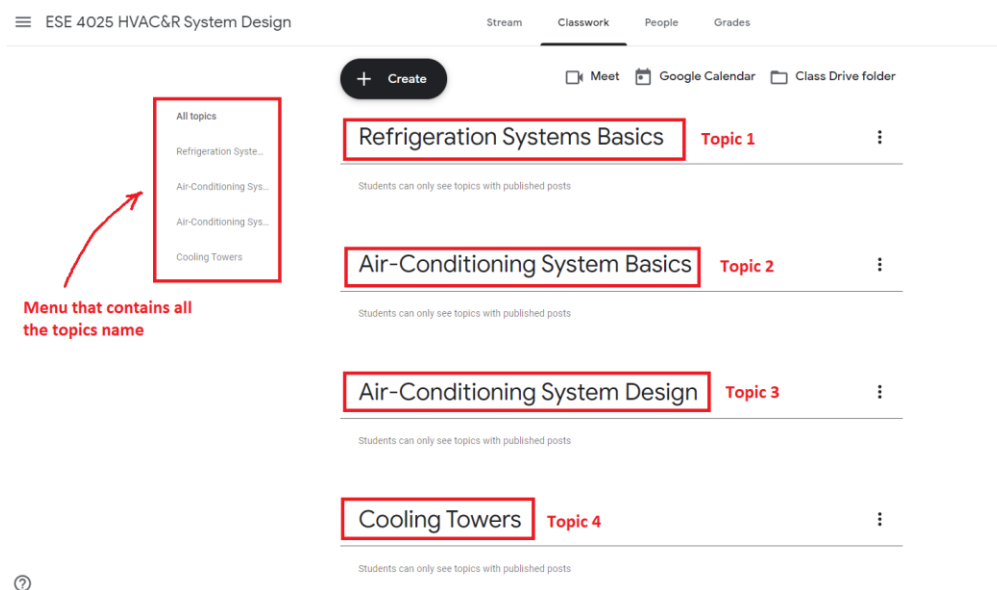 ESE 4025 HVAC&R System Design
Stream Classwork People Grades
+ Create
Meet Google Calendar Class Drive folder
All topics
Refrigeration Syste...
Air-Conditioning Sys...
Air-Conditioning Sys...
Cooling Towers
Menu that contains all
the topics name
Refrigeration Systems Basics Topic 1
Students can only see topics with published posts
Air-Conditioning System Basics Topic 2
Students can only see topics with published posts
Air-Conditioning System Design Topic 3
Students can only see topics with published posts
Cooling Towers Topic 4
Students can only see topics with published posts